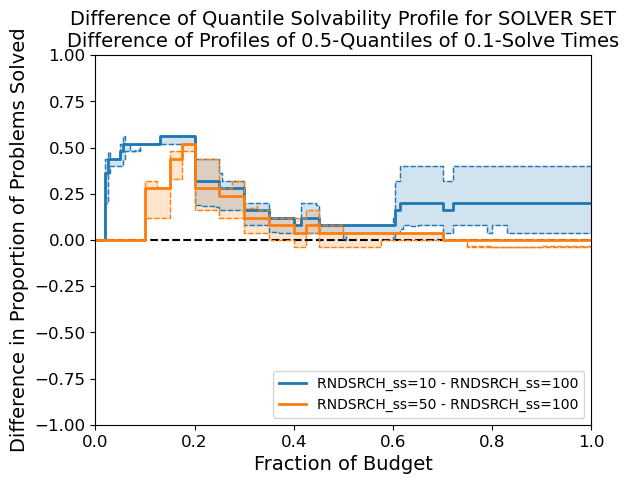 Difference of Quantile Solvability Profile for SOLVER SET
Difference of Profiles of 0.5-Quantiles of 0.1-Solve Times
Difference in Proportion of Problems Solved
1.00
0.75
0.50
0.25
0.00
−0.25
−0.50
−0.75
−1.00
RNDSRCH_ss=10 - RNDSRCH_ss=100
RNDSRCH_ss=50 - RNDSRCH_ss=100
0.0 0.2 0.4 0.6 0.8 1.0
Fraction of Budget